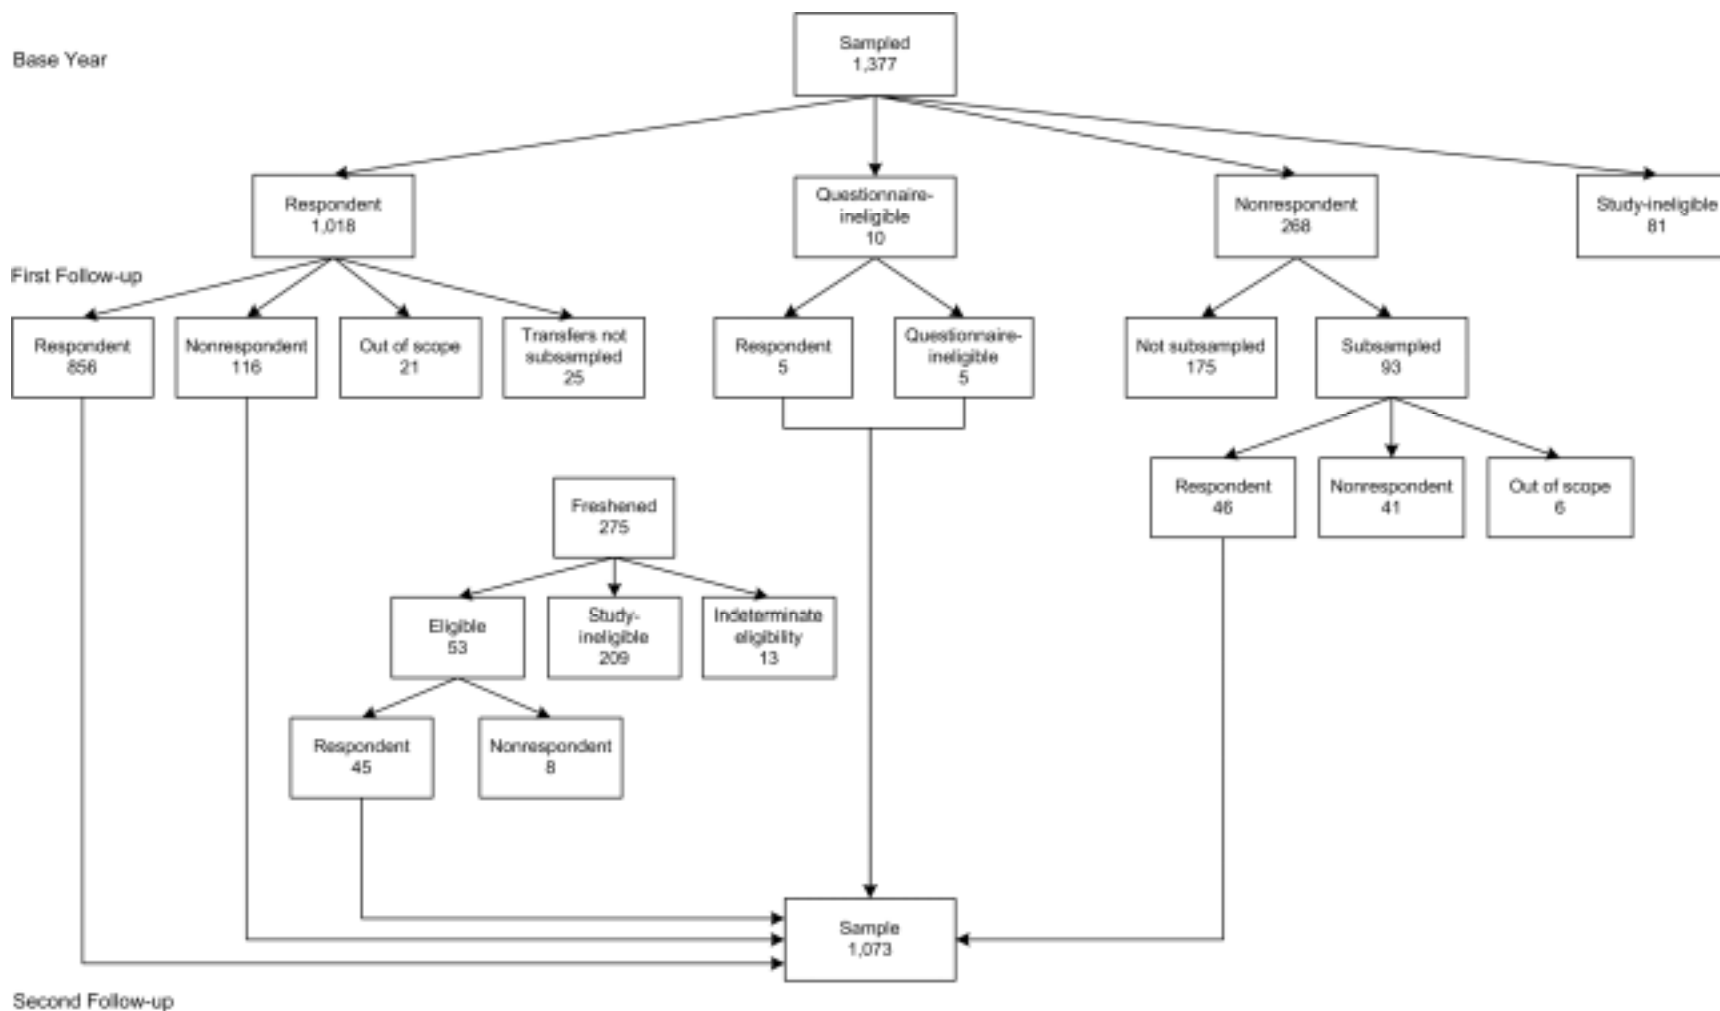 Base Year
Sampled
1,377
Respondent
1,018
Questionnaire-
ineligible
10
Nonrespondent
268
Study-ineligible
81
First Follow-up
Respondent
856
Nonrespondent
116
Out of scope
21
Transfers not
subsampled
25
Respondent
5
Questionnaire-
ineligible
5
Not subsampled
175
Subsampled
93
Respondent
46
Nonrespondent
41
Out of scope
6
Freshened
275
Eligible
53
Study-
ineligible
209
Indeterminate
eligibility
13
Respondent
45
Nonrespondent
8
Sample
1,073
Second Follow-up